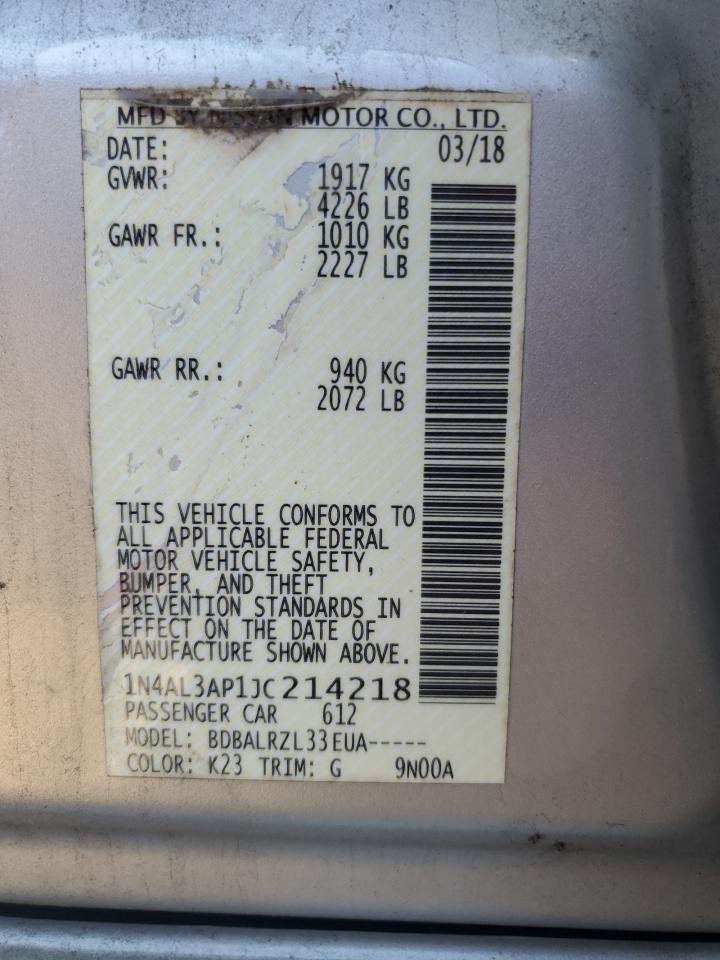 MFD BY NISSAN MOTOR CO., LTD.
DATE: 03/18
GVWR: 1917 KG
4226 LB
GAWR FR.: 1010 KG
2227 LB
GAWR RR.: 940 KG
2072 LB
THIS VEHICLE CONFORMS TO
ALL APPLICABLE FEDERAL
MOTOR VEHICLE SAFETY,
BUMPER, AND THEFT
PREVENTION STANDARDS IN
EFFECT ON THE DATE OF
MANUFACTURE SHOWN ABOVE.
1N4AL3AP1JC214218
PASSENGER CAR 612
MODEL: BDBALRZL33EUA-----
COLOR: K23 TRIM: G 9N00A